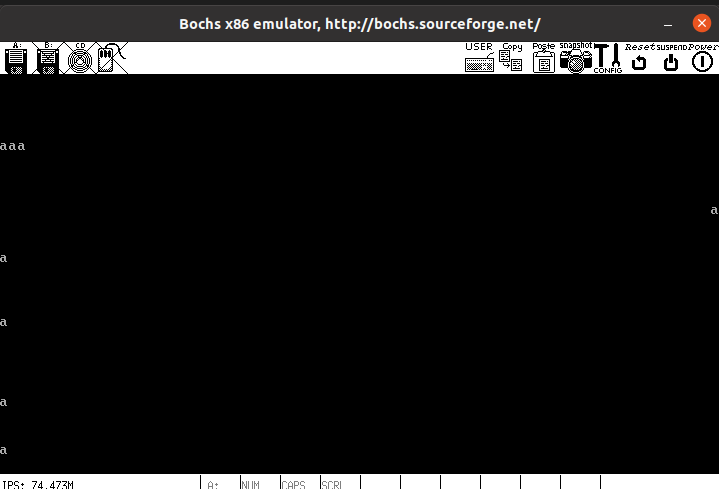 Bochs x86 emulator, http://bochs.sourceforge.net/
A: B: CD USER Copy Paste snapshot CONFIG Reset SUSPEND Power
aaa
a
a
a
a
a
IPS: 74.473M A: NUM CAPS SCRL